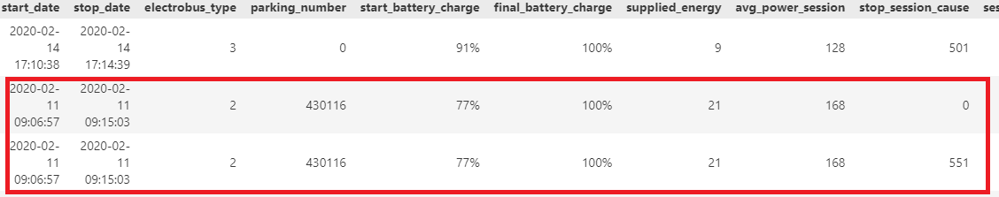 start_date stop_date electrobus_type parking_number start_battery_charge final_battery_charge supplied_energy avg_power_session stop_session_cause ses
2020-02- 2020-02-
14 14 3 0 91% 100% 9 128 501
17:10:38 17:14:39
2020-02- 2020-02-
11 11 2 430116 77% 100% 21 168 0
09:06:57 09:15:03
2020-02- 2020-02-
11 11 2 430116 77% 100% 21 168 551
09:06:57 09:15:03